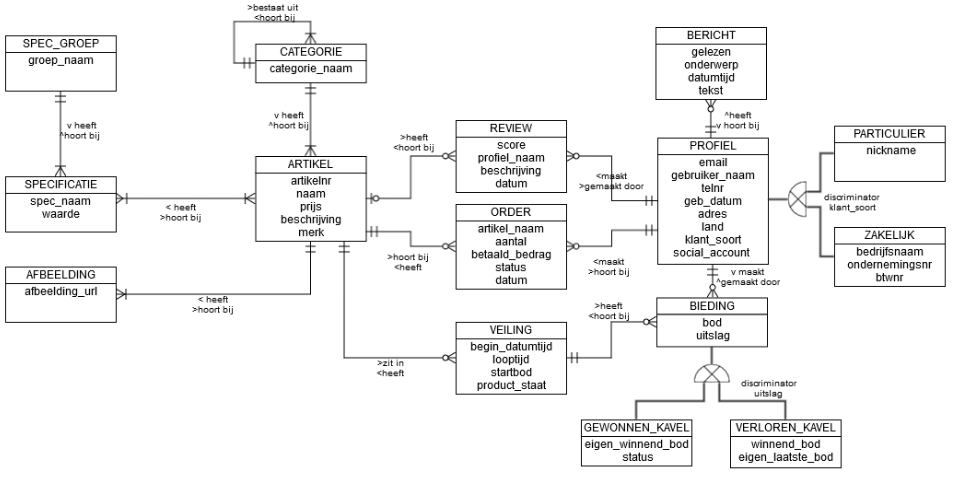 >bestaat uit
<hoort bij
SPEC_GROEP
groep_naam
CATEGORIE
categorie_naam
BERICHT
gelezen
onderwerp
datumtijd
tekst
v heeft
^hoort bij
v heeft
^hoort bij
^heeft
v hoort bij
REVIEW
score
profiel_naam
beschrijving
datum
>heeft
<hoort bij
PROFIEL
email
gebruiker_naam
telnr
geb_datum
adres
land
klant_soort
social_account
PARTICULIER
nickname
ARTIKEL
artikelnr
naam
prijs
beschrijving
merk
SPECIFICATIE
spec_naam
waarde
<maakt
>gemaakt door
discriminator
klant_soort
< heeft
>hoort bij
ORDER
artikel_naam
aantal
betaald_bedrag
status
datum
ZAKELIJK
bedrijfsnaam
ondernemingsnr
btwnr
>hoort bij
<heeft
<maakt
>hoort bij
AFBEELDING
afbeelding_url
v maakt
^gemaakt door
< heeft
>hoort bij
>heeft
<hoort bij
BIEDING
bod
uitslag
VEILING
begin_datumtijd
looptijd
startbod
product_staat
>zit in
<heeft
discriminator
uitslag
GEWONNEN_KAVEL
eigen_winnend_bod
status
VERLOREN_KAVEL
winnend_bod
eigen_laatste_bod